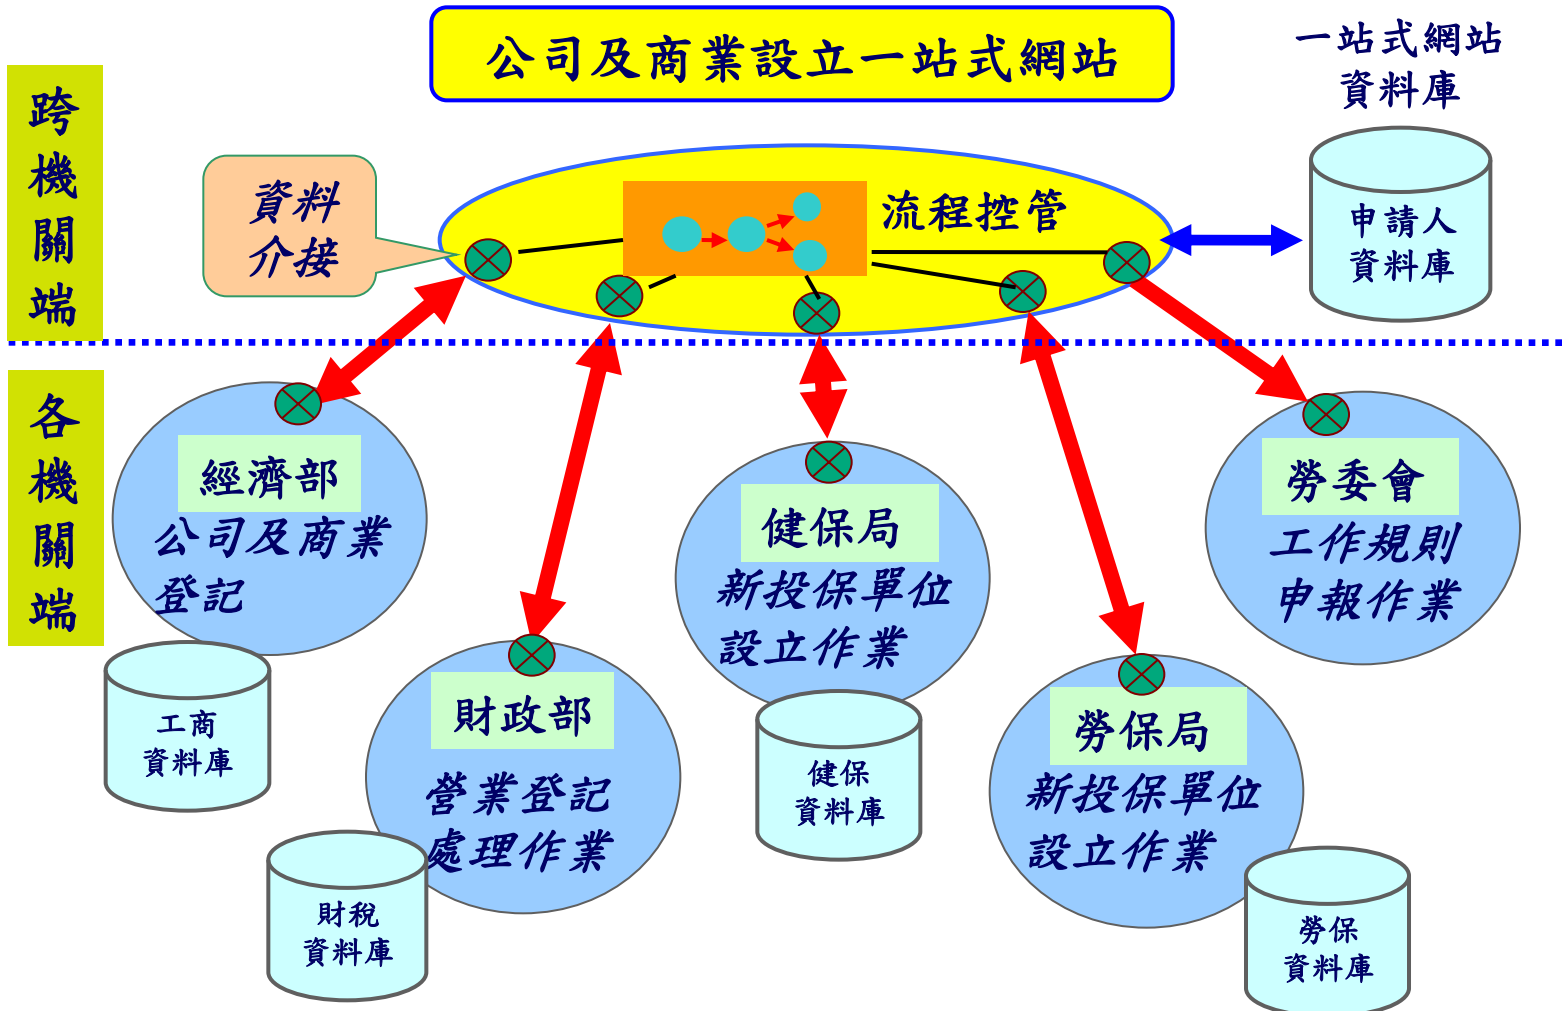 公司及商業設立一站式網站
一站式網站
資料庫
跨
機
關
端
資料
介接
流程控管
申請人
資料庫
各
機
關
端
經濟部
公司及商業
登記
工商
資料庫
財政部
營業登記
處理作業
財稅
資料庫
健保局
新投保單位
設立作業
健保
資料庫
勞保局
新投保單位
設立作業
勞保
資料庫
勞委會
工作規則
申報作業